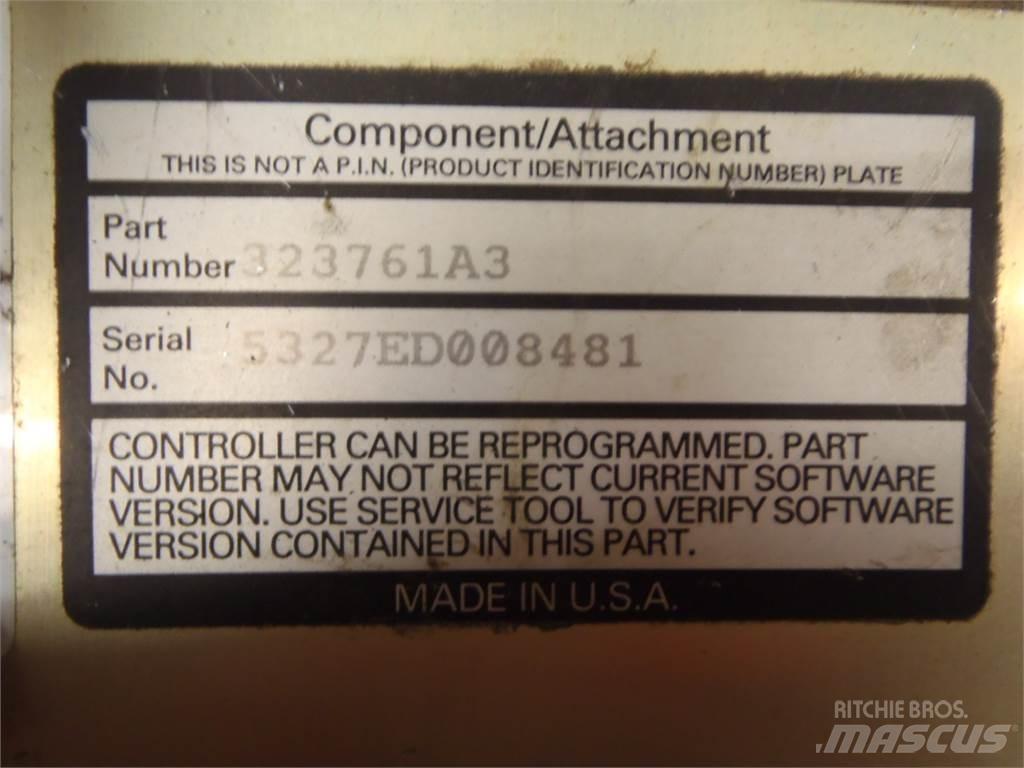 Component/Attachment
THIS IS NOT A P.I.N. (PRODUCT IDENTIFICATION NUMBER) PLATE
Part
Number 323761A3
Serial 5327ED008481
No.
CONTROLLER CAN BE REPROGRAMMED. PART
NUMBER MAY NOT REFLECT CURRENT SOFTWARE
VERSION. USE SERVICE TOOL TO VERIFY SOFTWARE
VERSION CONTAINED IN THIS PART.
MADE IN U.S.A.
RITCHIE BROS.
MASCUS